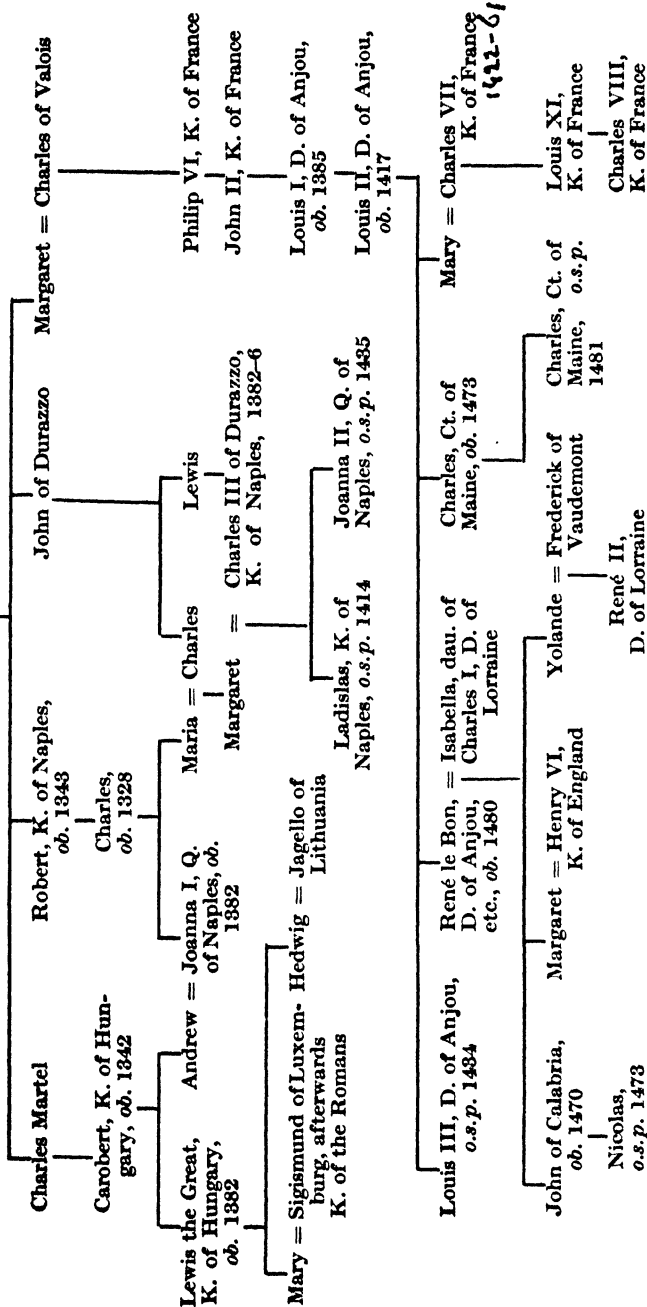 Charles Martel
Robert, K. of Naples,
ob. 1343
John of Durazzo
Margaret = Charles of Valois
Carobert, K. of Hun-
gary, ob. 1342
Charles,
ob. 1328
Lewis the Great,
K. of Hungary,
ob. 1382
Andrew = Joanna I, Q.
of Naples, ob.
1382
Maria = Charles
Lewis
Margaret = Charles III of Durazzo,
K. of Naples, 1382–6
Philip VI, K. of France
John II, K. of France
Louis I, D. of Anjou,
ob. 1385
Louis II, D. of Anjou,
ob. 1417
Mary = Sigismund of Luxem-
burg, afterwards
K. of the Romans
Hedwig = Jagello of
Lithuania
Ladislas, K. of
Naples, o.s.p. 1414
Joanna II, Q. of
Naples, o.s.p. 1435
Louis III, D. of Anjou,
o.s.p. 1434
René le Bon,
D. of Anjou,
etc., ob. 1480
= Isabella, dau. of
Charles I, D. of
Lorraine
Charles, Ct. of
Maine, ob. 1473
Mary = Charles VII,
K. of France
1422-61
John of Calabria,
ob. 1470
Margaret = Henry VI,
K. of England
Yolande = Frederick of
Vaudemont
Charles, Ct. of
Maine, o.s.p.
1481
Louis XI,
K. of France
Nicolas,
o.s.p. 1473
René II,
D. of Lorraine
Charles VIII,
K. of France